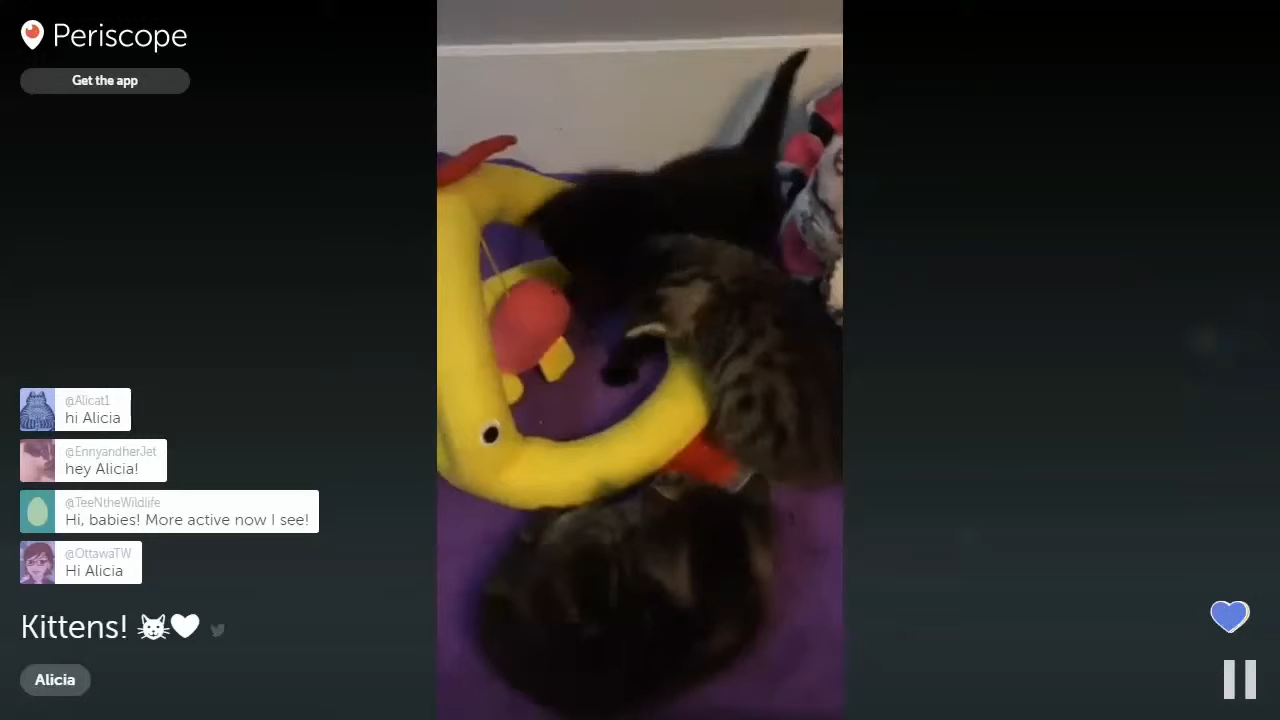 Periscope
Get the app
@Alicat1
hi Alicia
@EnnyandherJet
hey Alicia!
@TeeNtheWildlife
Hi, babies! More active now I see!
@OttawaTW
Hi Alicia
Kittens! 🐱❤
Alicia